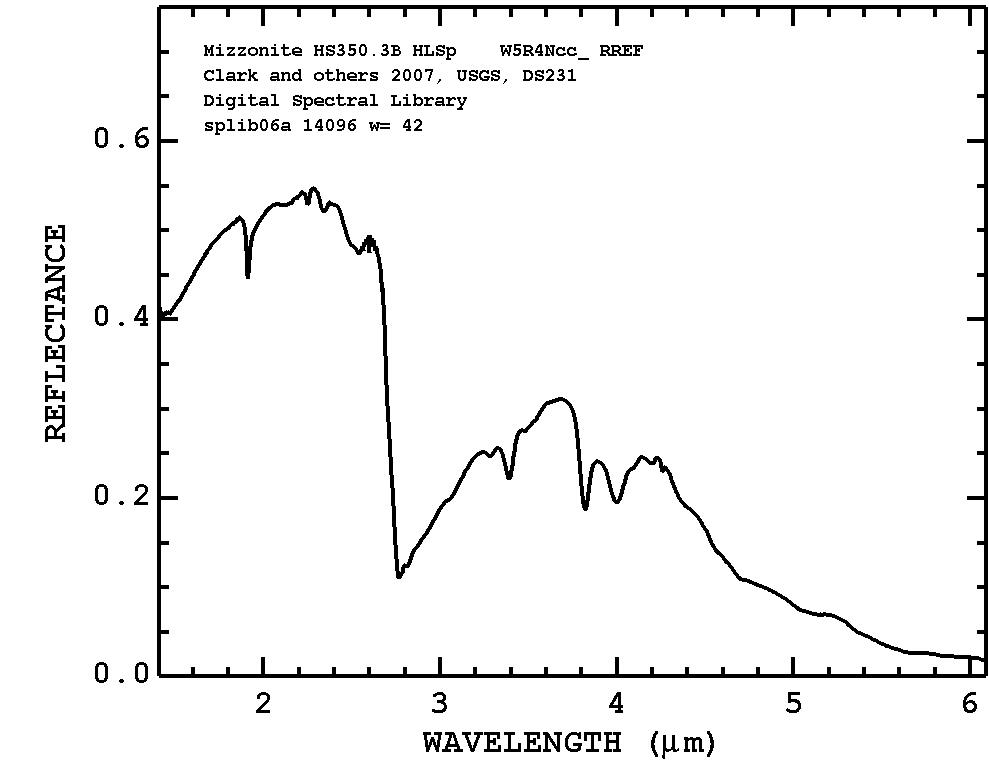 Mizzonite HS350.3B HLSp W5R4Ncc_ RREF
Clark and others 2007, USGS, DS231
Digital Spectral Library
splib06a 14096 w= 42
0.6
0.4
0.2
0.0
REFLECTANCE
2 3 4 5 6
WAVELENGTH (μm)